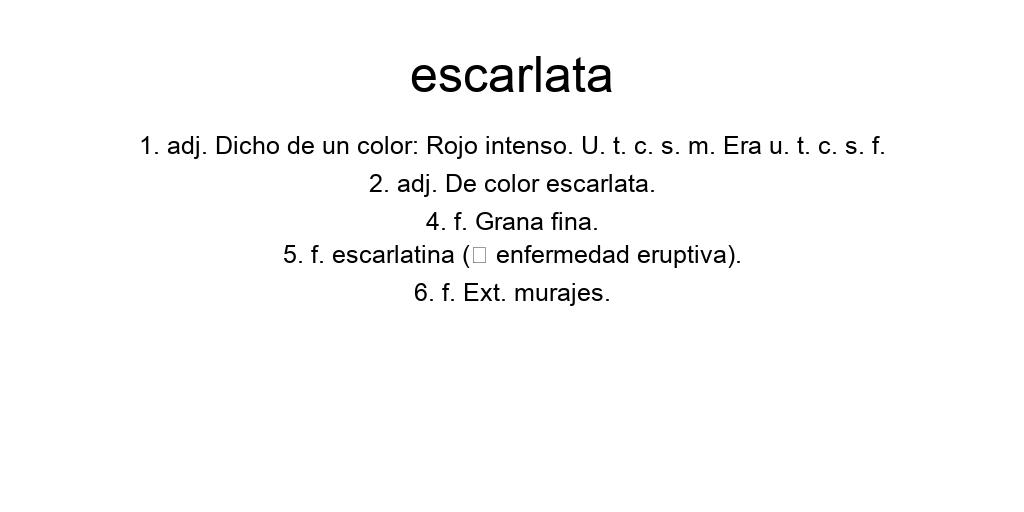 escarlata
1. adj. Dicho de un color: Rojo intenso. U. t. c. s. m. Era u. t. c. s. f.
2. adj. De color escarlata.
4. f. Grana fina.
5. f. escarlatina (▯ enfermedad eruptiva).
6. f. Ext. murajes.